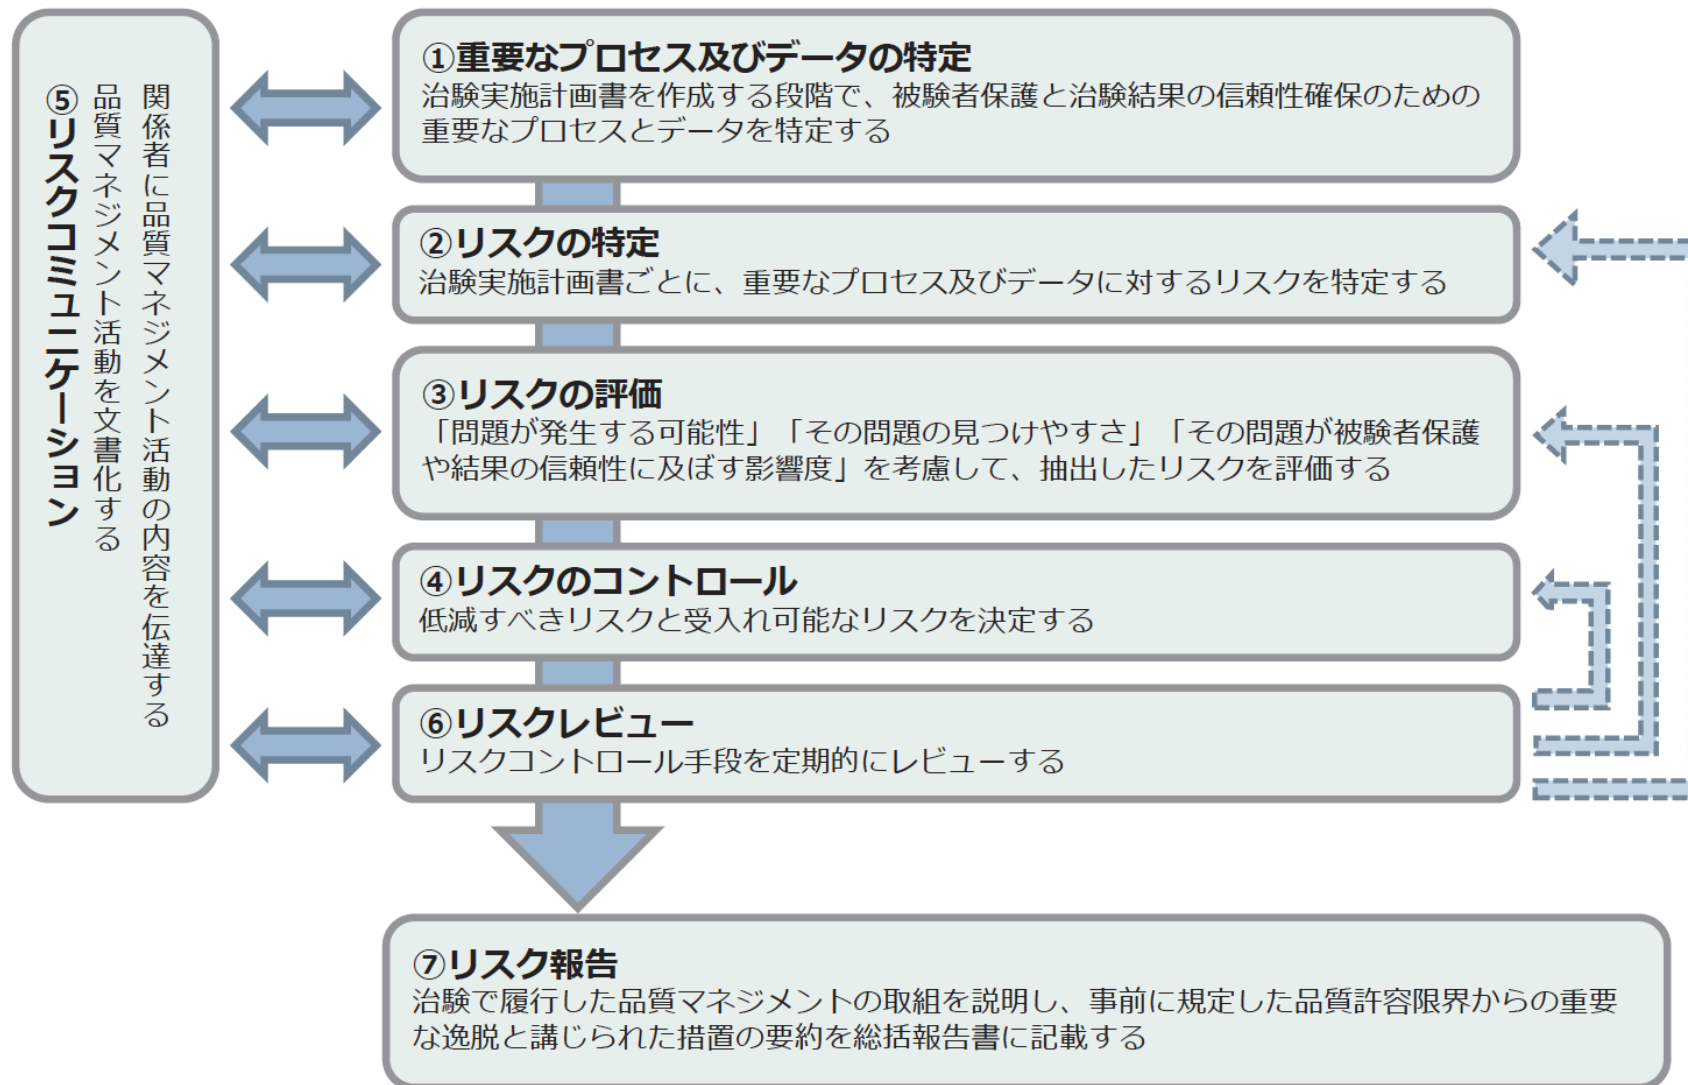 ①重要なプロセス及びデータの特定
治験実施計画書を作成する段階で、被験者保護と治験結果の信頼性確保のための
重要なプロセスとデータを特定する
②リスクの特定
治験実施計画書ごとに、重要なプロセス及びデータに対するリスクを特定する
③リスクの評価
「問題が発生する可能性」「その問題の見つけやすさ」「その問題が被験者保護
や結果の信頼性に及ぼす影響度」を考慮して、抽出したリスクを評価する
④リスクのコントロール
低減すべきリスクと受入れ可能なリスクを決定する
⑤リスクコミュニケーション
関係者に品質マネジメント活動の内容を伝達する
品質マネジメント活動を文書化する
⑥リスクレビュー
リスクコントロール手段を定期的にレビューする
⑦リスク報告
治験で履行した品質マネジメントの取組を説明し、事前に規定した品質許容限界からの重要
な逸脱と講じられた措置の要約を総括報告書に記載する